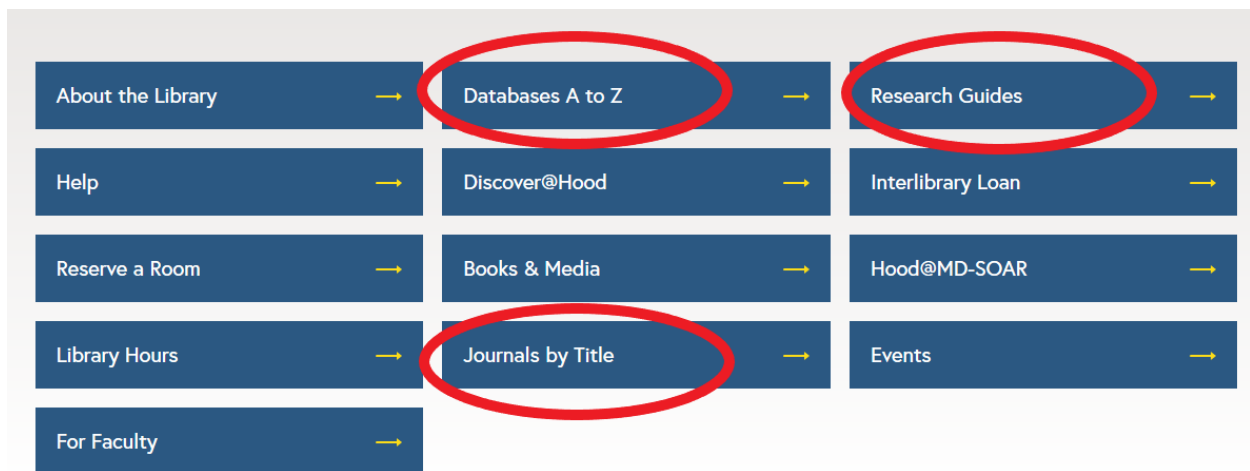 About the Library
Databases A to Z
Research Guides
Help
Discover@Hood
Interlibrary Loan
Reserve a Room
Books & Media
Hood@MD-SOAR
Library Hours
Journals by Title
Events
For Faculty